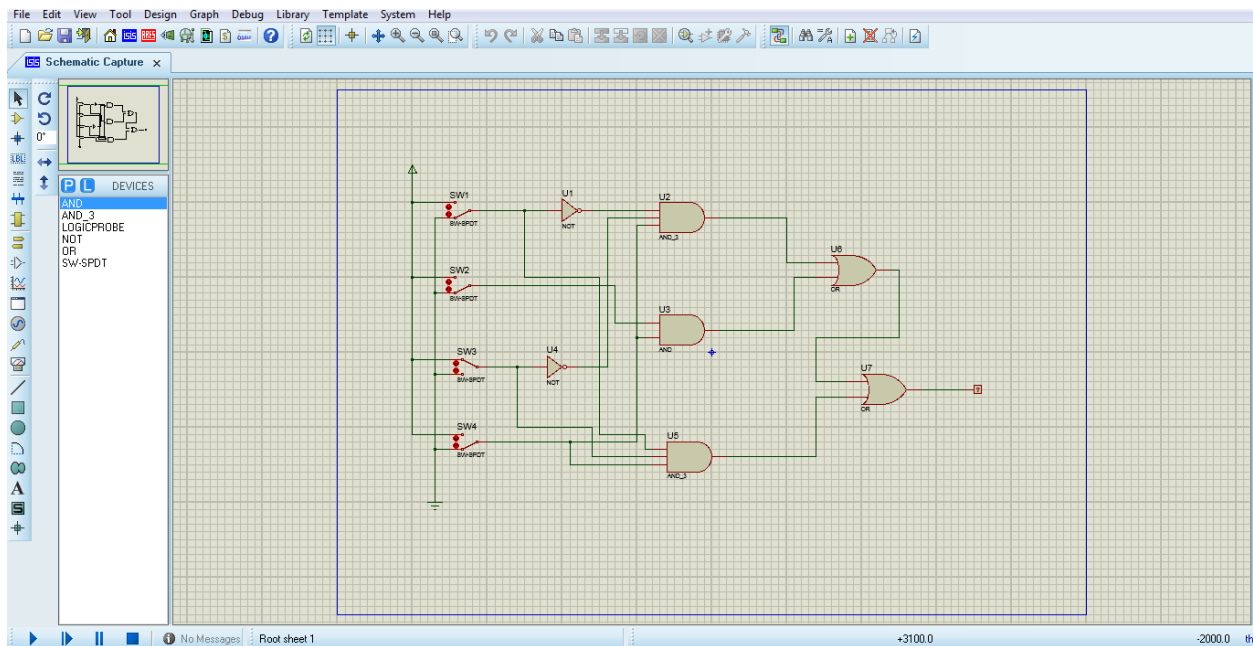 File Edit View Tool Design Graph Debug Library Template System Help
Schematic Capture
0°
LBL
P L DEVICES
AND
AND_3
LOGICPROBE
NOT
OR
SW-SPDT
A
S
SW1
SW-SPDT
U1
NOT
U2
AND_3
SW2
SW-SPDT
U3
AND
U6
OR
SW3
SW-SPDT
U4
NOT
U7
OR
?
SW4
SW-SPDT
U5
AND_3
No Messages Root sheet 1 +3100.0 -2000.0 th